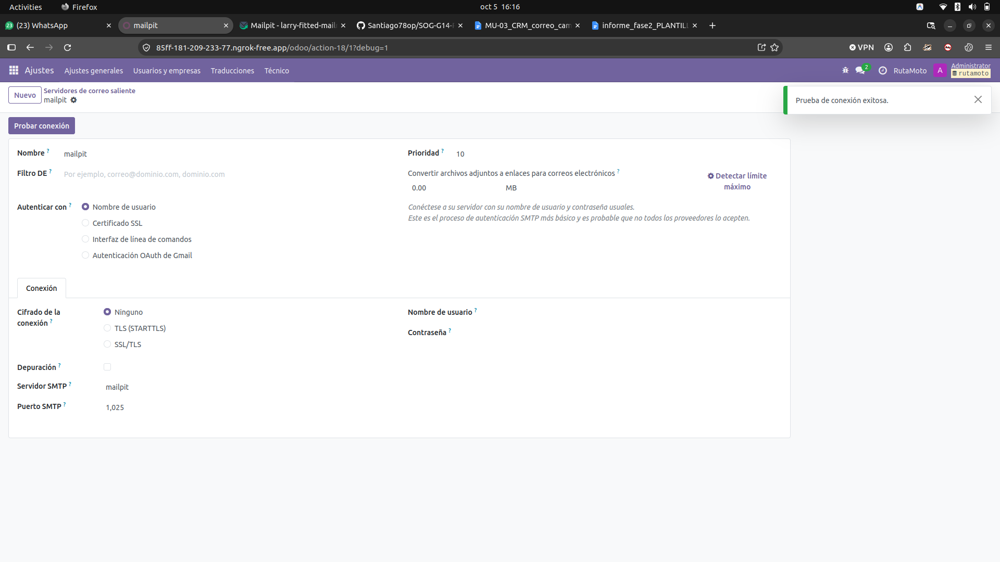 Activities
Firefox
oct 5 16:16
23
(23) WhatsApp
mailpit
Mailpit - larry-fitted-mail
Santiago78op/SOG-G14-
MU-03_CRM_correo_cam
informe_fase2_PLANTILL
85ff-181-209-233-77.ngrok-free.app/odoo/action-18/1?debug=1
VPN
Ajustes
Ajustes generales
Usuarios y empresas
Traducciones
Técnico
2
RutaMoto
A
Administrator
rutamoto
Nuevo
Servidores de correo saliente
mailpit
Prueba de conexión exitosa.
Probar conexión
Nombre ?
mailpit
Prioridad ?
10
Filtro DE ?
Por ejemplo, correo@dominio.com, dominio.com
Convertir archivos adjuntos a enlaces para correos electrónicos ?
0.00
MB
Detectar límite
máximo
Autenticar con ?
Nombre de usuario
Certificado SSL
Interfaz de línea de comandos
Autenticación OAuth de Gmail
Conéctese a su servidor con su nombre de usuario y contraseña usuales.
Este es el proceso de autenticación SMTP más básico y es probable que no todos los proveedores lo acepten.
Conexión
Cifrado de la
conexión ?
Ninguno
TLS (STARTTLS)
SSL/TLS
Nombre de usuario ?
Contraseña ?
Depuración ?
Servidor SMTP ?
mailpit
Puerto SMTP ?
1,025